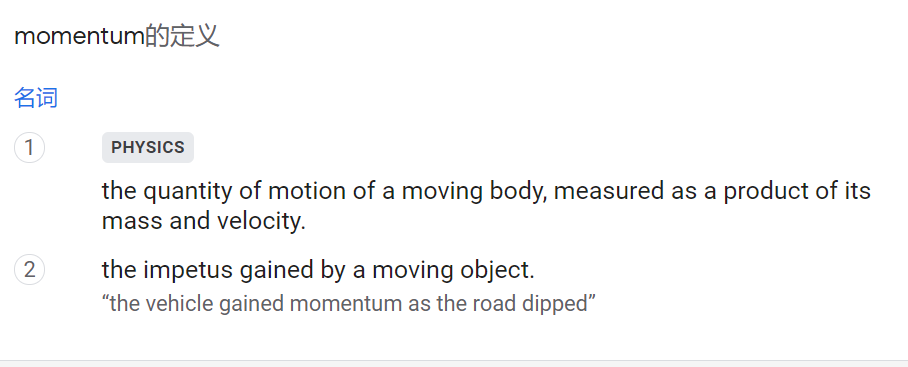 momentum的定义
名词
1
PHYSICS
the quantity of motion of a moving body, measured as a product of its
mass and velocity.
2
the impetus gained by a moving object.
“the vehicle gained momentum as the road dipped”